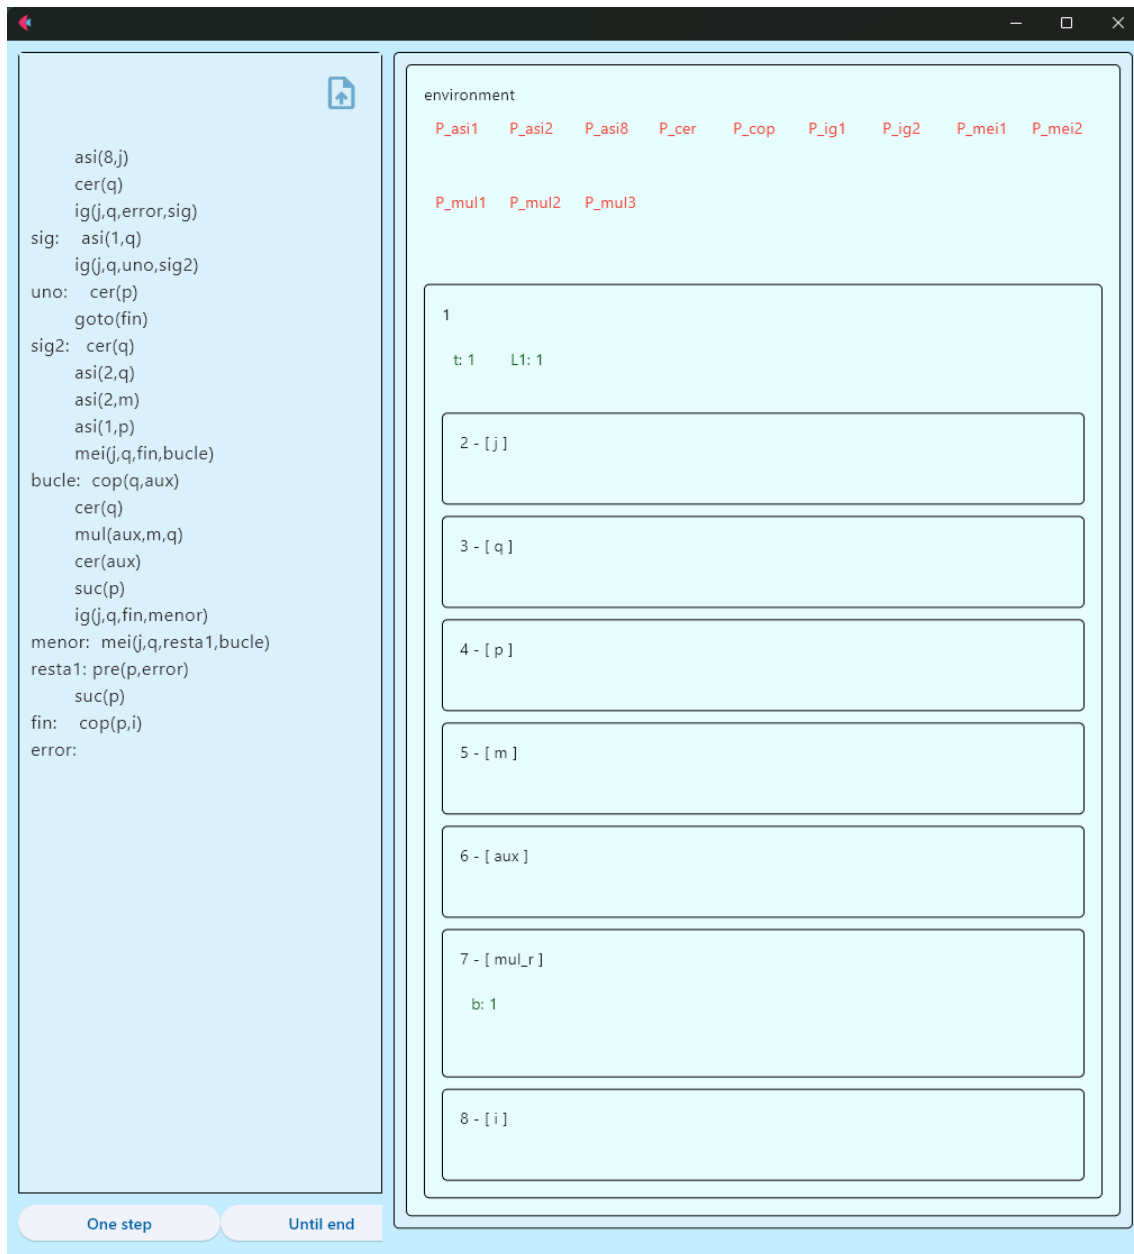 asi(8,j)
cer(q)
ig(j,q,error,sig)
sig: asi(1,q)
ig(j,q,uno,sig2)
uno: cer(p)
goto(fin)
sig2: cer(q)
asi(2,q)
asi(2,m)
asi(1,p)
mei(j,q,fin,bucle)
bucle: cop(q,aux)
cer(q)
mul(aux,m,q)
cer(aux)
suc(p)
ig(j,q,fin,menor)
menor: mei(j,q,resta1,bucle)
resta1: pre(p,error)
suc(p)
fin: cop(p,i)
error:
One step Until end
environment
P_asi1 P_asi2 P_asi8 P_cer P_cop P_ig1 P_ig2 P_mei1 P_mei2
P_mul1 P_mul2 P_mul3
1
t: 1 L1: 1
2 - [ j ]
3 - [ q ]
4 - [ p ]
5 - [ m ]
6 - [ aux ]
7 - [ mul_r ]
b: 1
8 - [ i ]